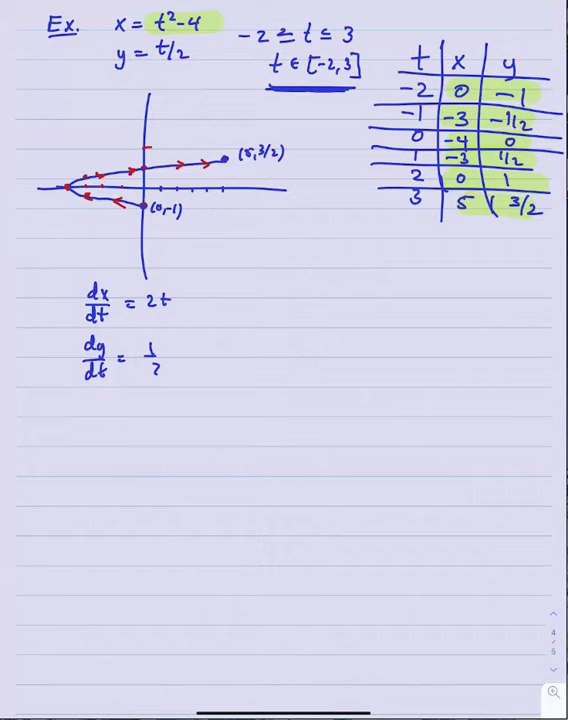 Ex. x = t²-4
y = t/2
-2 ≤ t ≤ 3
t ∈ [-2,3]
t x y
-2 0 -1
-1 -3 -1/2
0 -4 0
1 -3 1/2
2 0 1
3 5 3/2
(5,3/2)
(0,-1)
dx/dt = 2t
dy/dt = 1/2
4
5